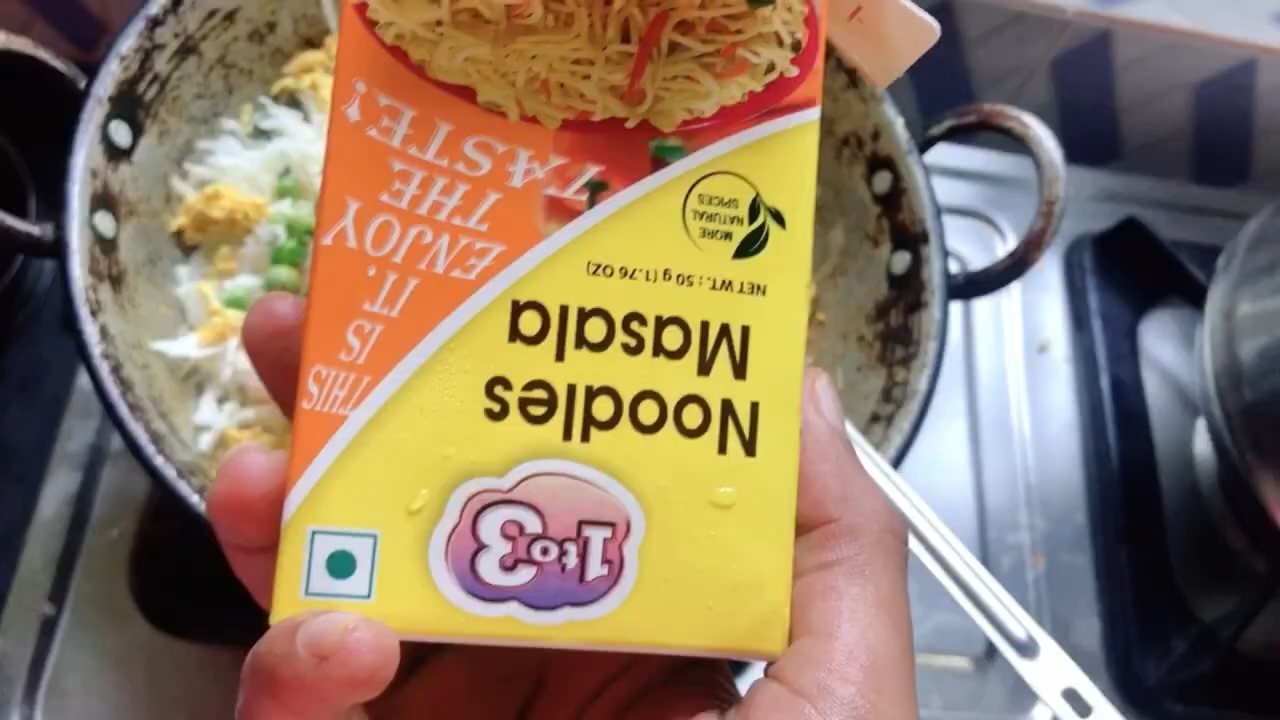 1to3
Noodles
Masala
NET WT.: 50 g (1.76 OZ)
MORE
NATURAL
SPICES
THIS
IS
IT.
ENJOY
THE
TASTE!